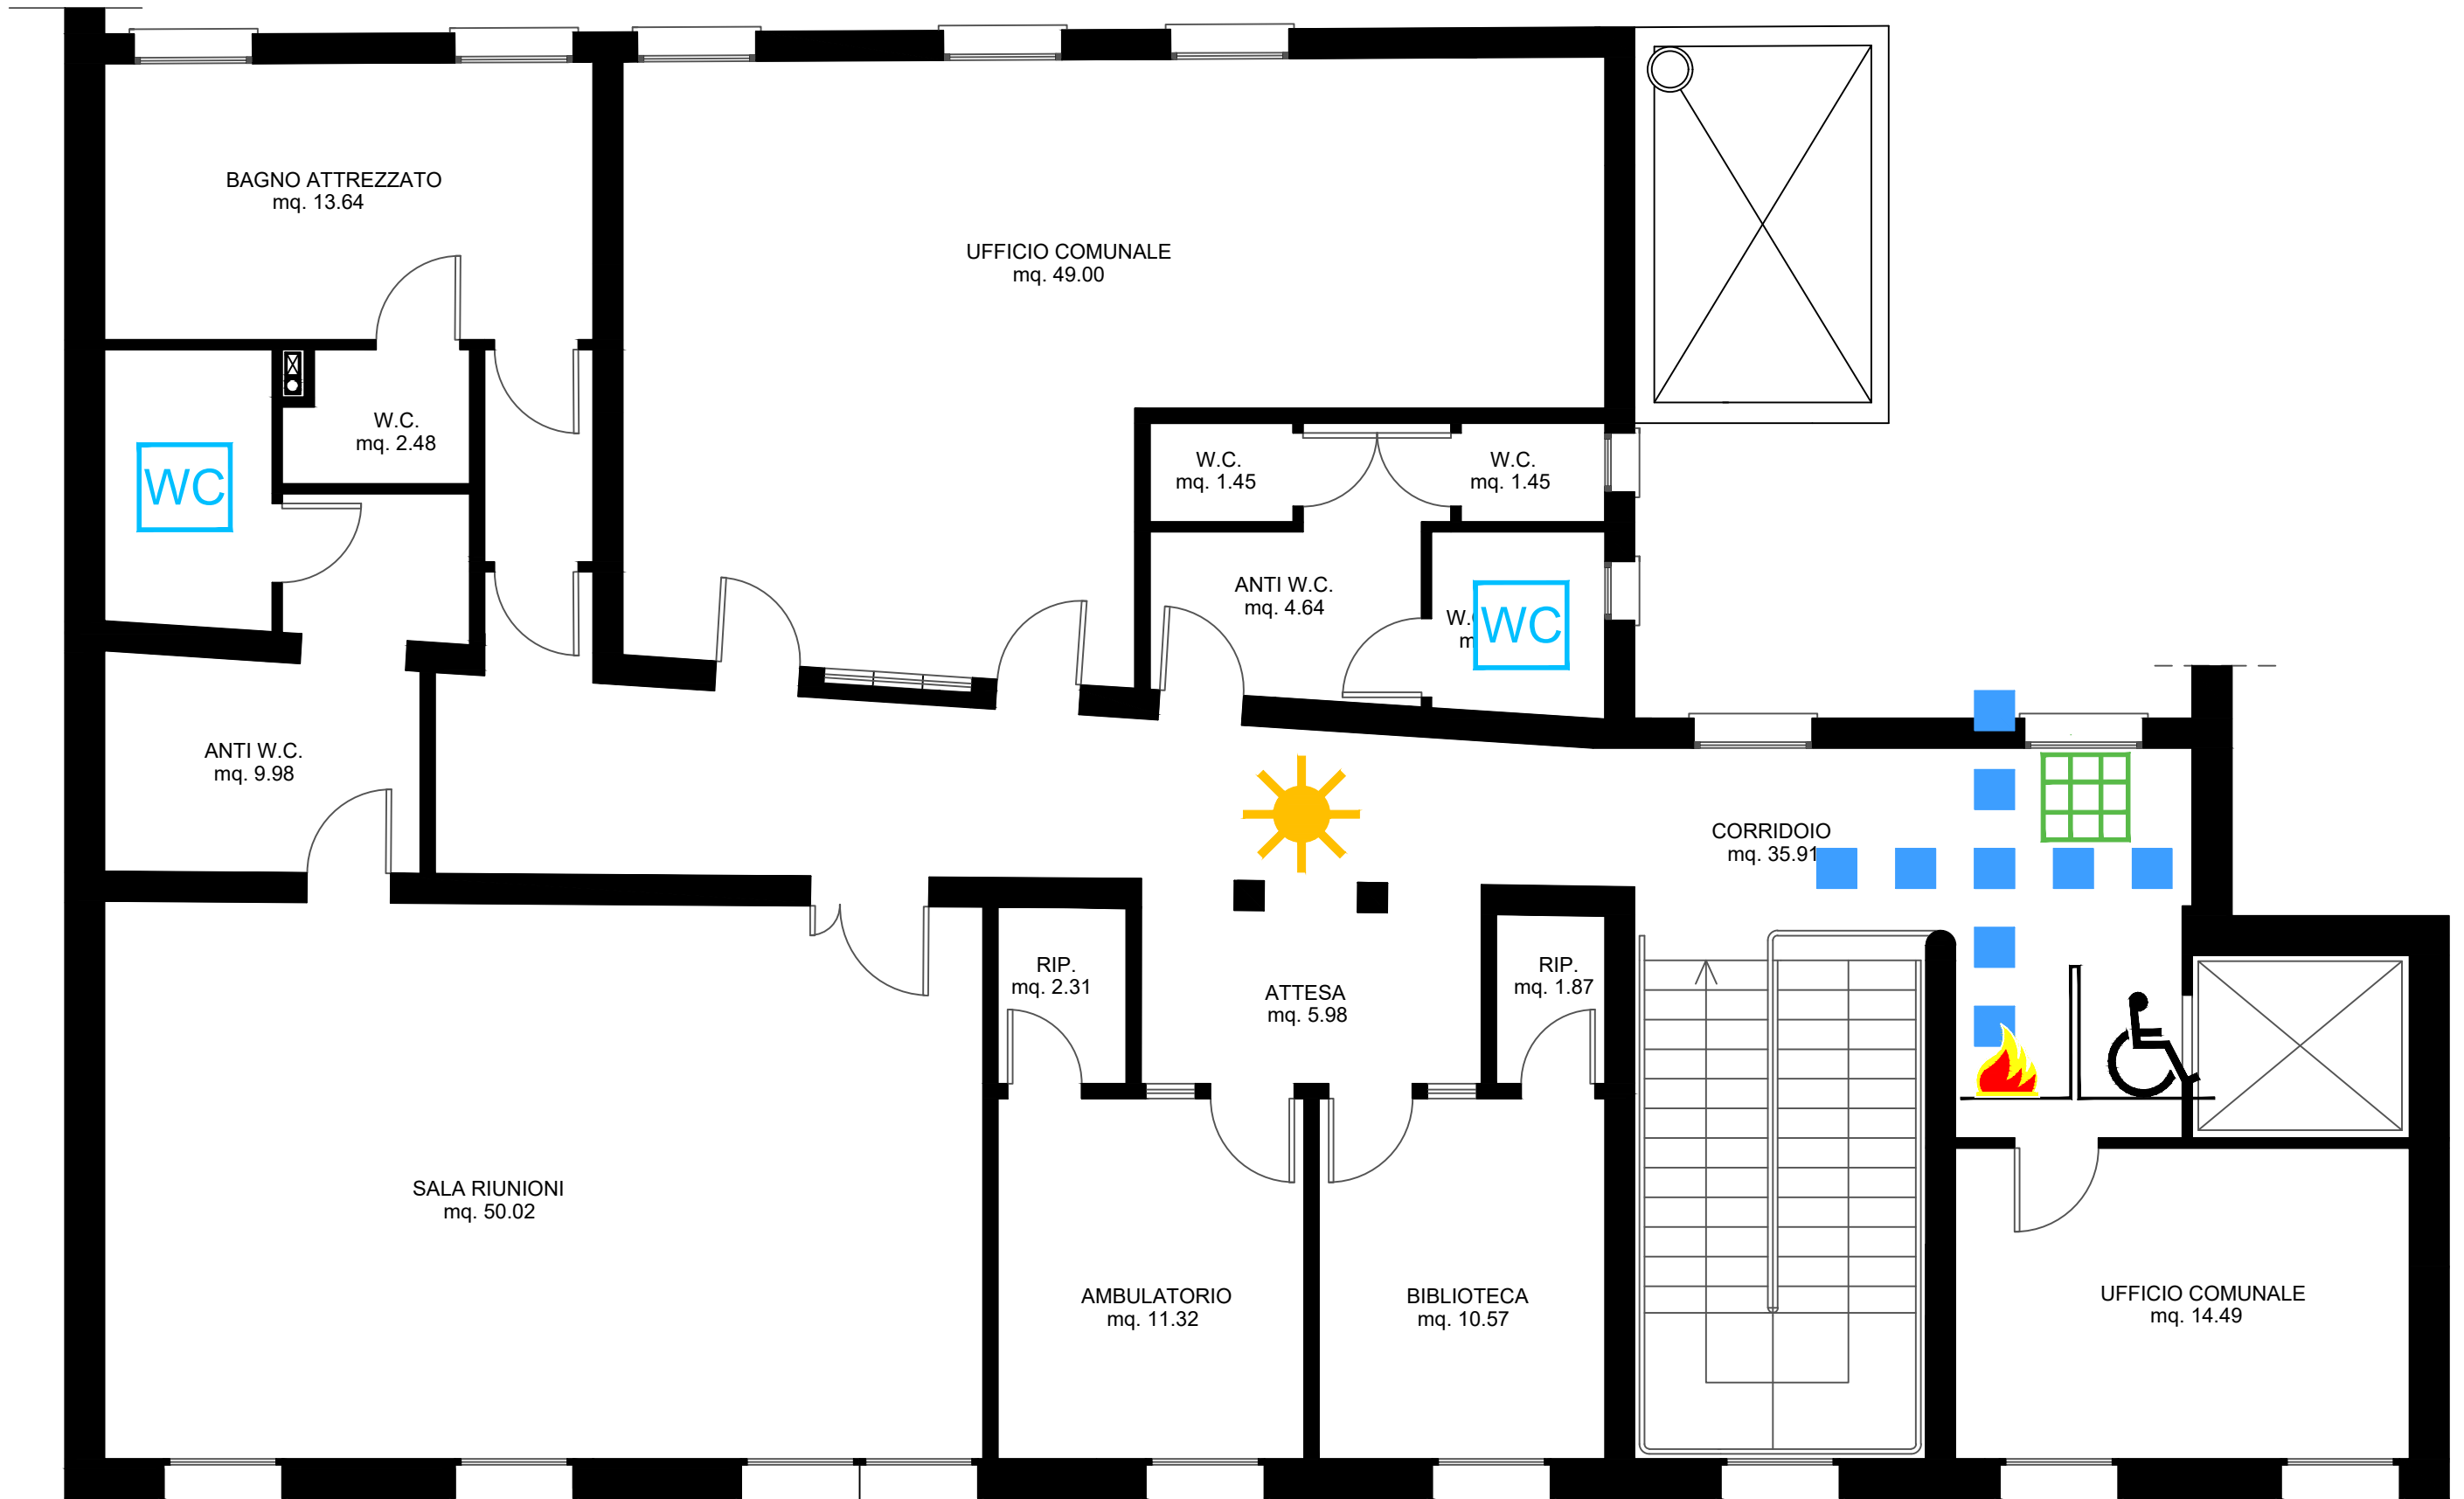 BAGNO ATTREZZATO
mq. 13.64
UFFICIO COMUNALE
mq. 49.00
W.C.
mq. 2.48
WC
W.C.
mq. 1.45
W.C.
mq. 1.45
ANTI W.C.
mq. 4.64
WC
ANTI W.C.
mq. 9.98
CORRIDOIO
mq. 35.91
RIP.
mq. 2.31
ATTESA
mq. 5.98
RIP.
mq. 1.87
SALA RIUNIONI
mq. 50.02
AMBULATORIO
mq. 11.32
BIBLIOTECA
mq. 10.57
UFFICIO COMUNALE
mq. 14.49